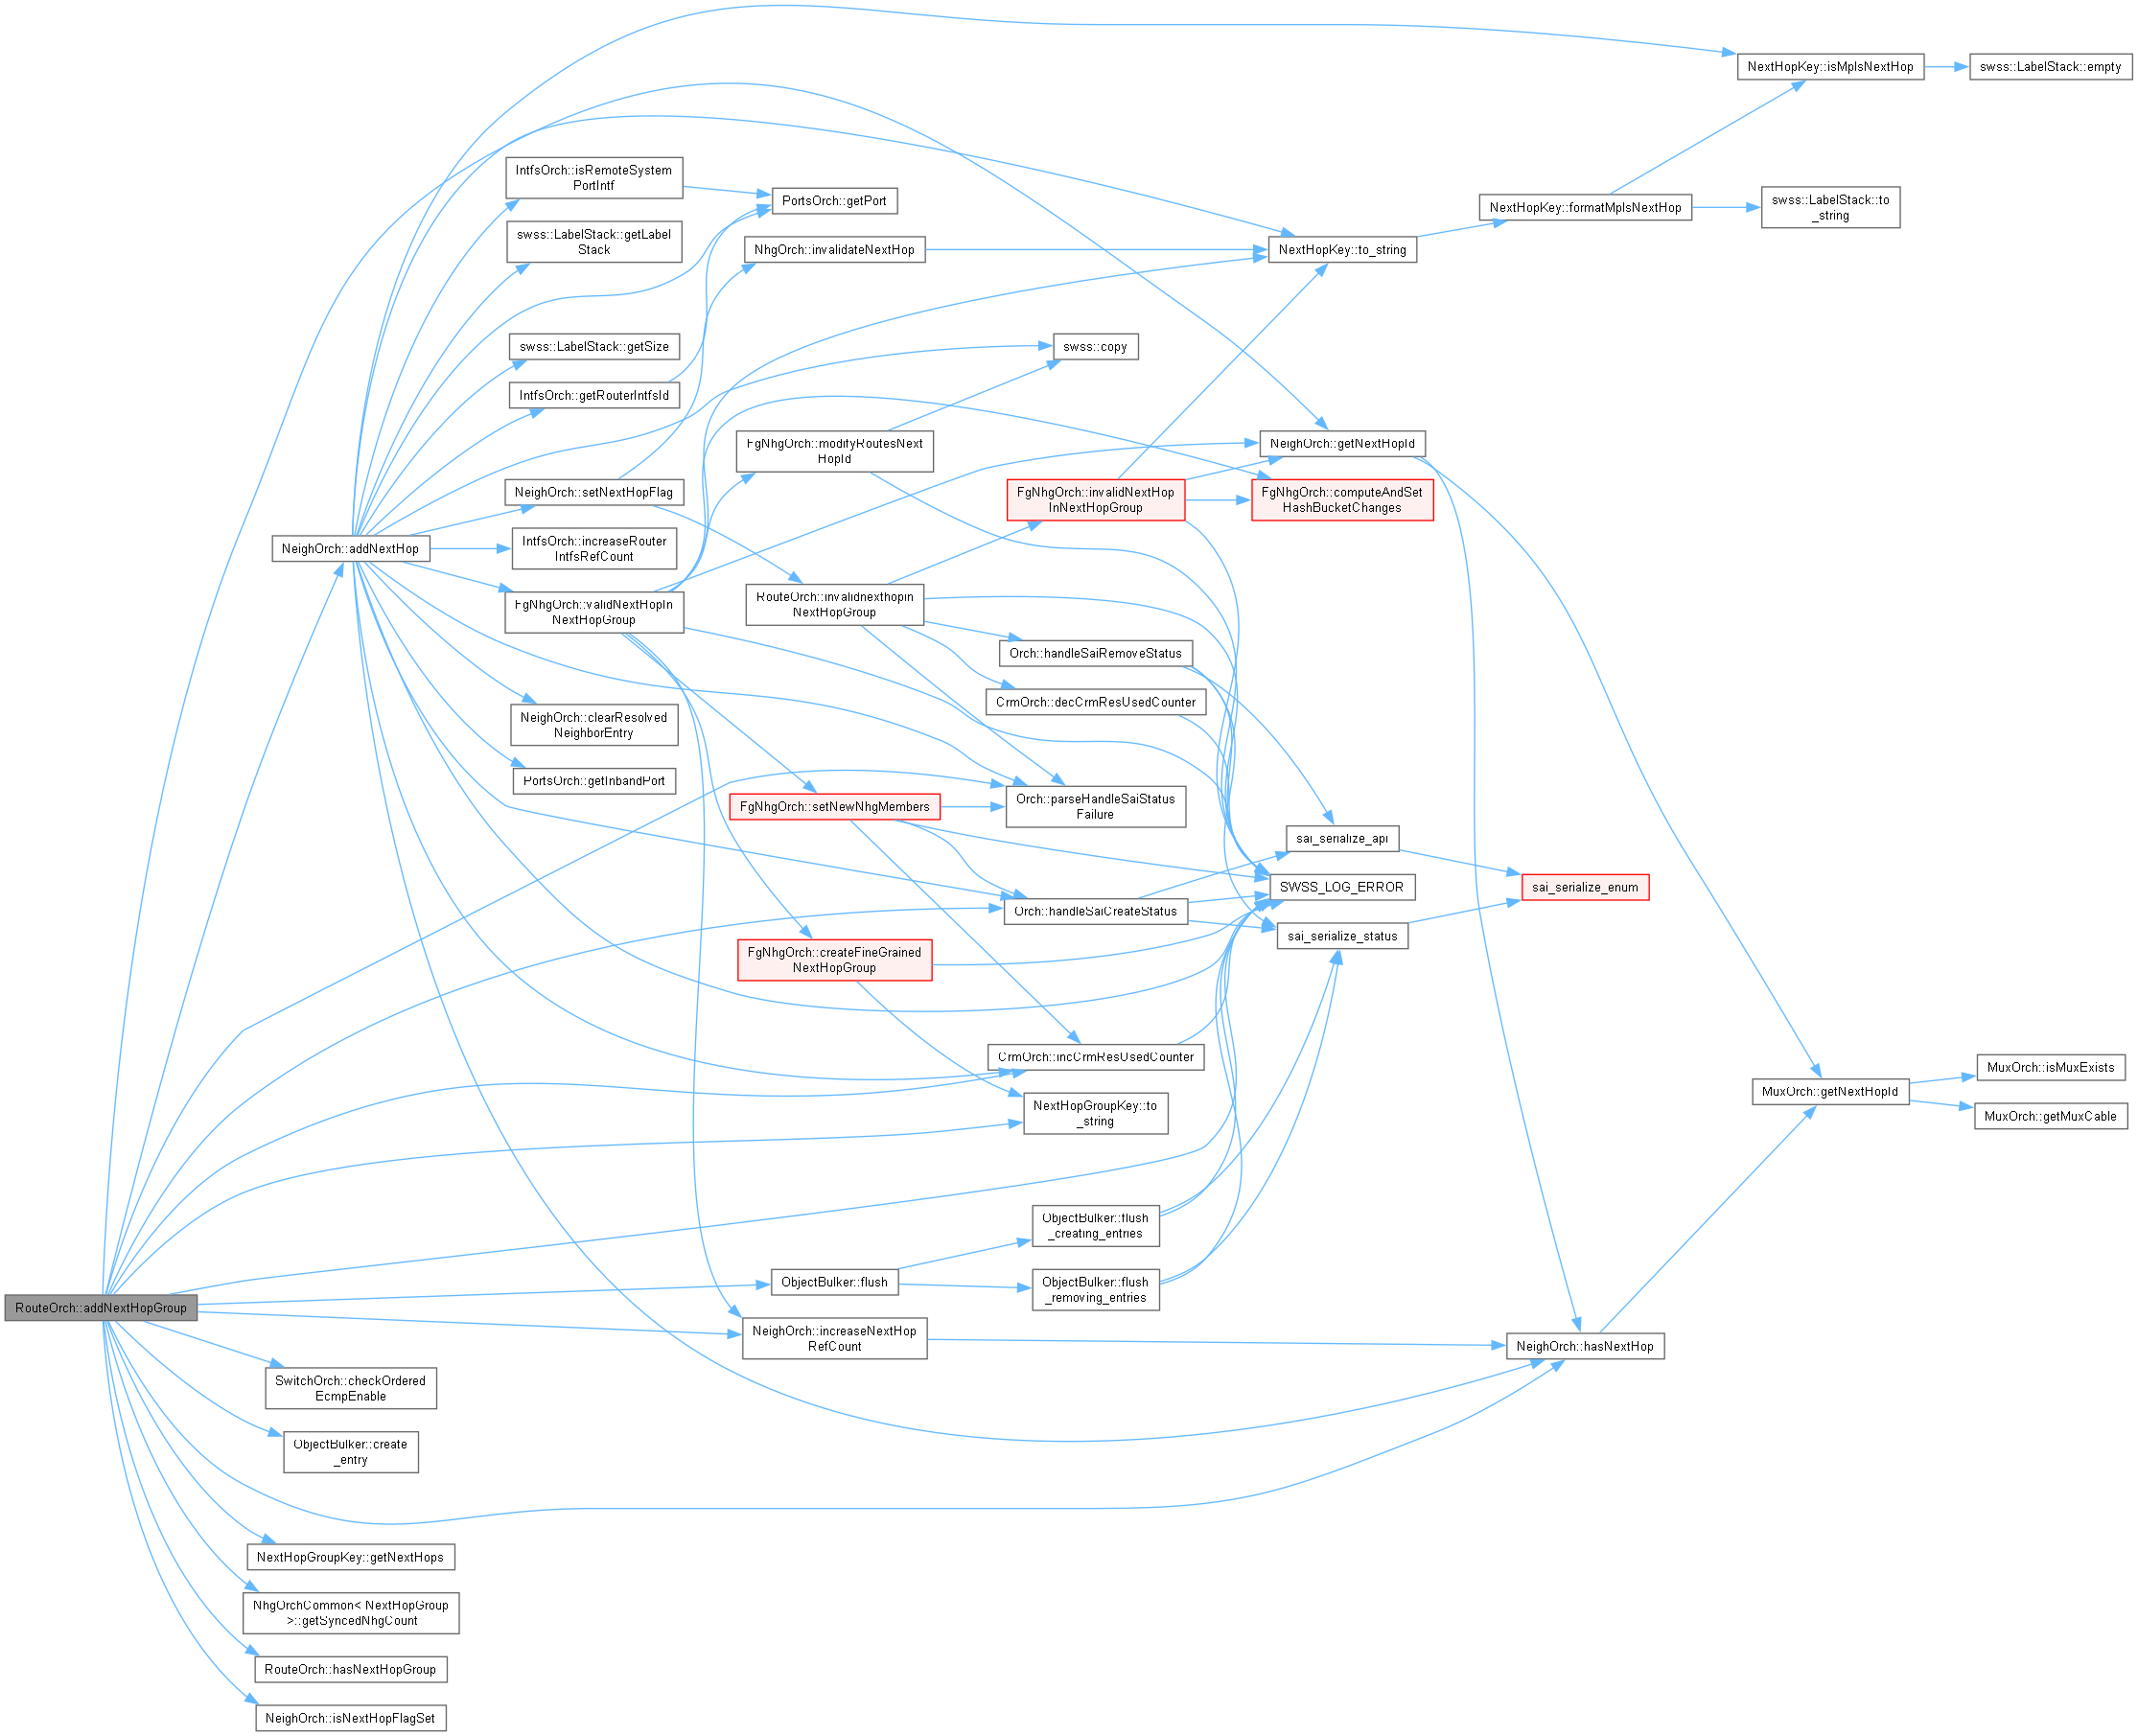 NextHopKey::isMplsNextHop
swss::LabelStack::empty
IntfsOrch::isRemoteSystem
PortIntf
PortsOrch::getPort
NextHopKey::formatMplsNextHop
swss::LabelStack::to
_string
swss::LabelStack::getLabel
Stack
NhgOrch::invalidateNextHop
NextHopKey::to_string
swss::LabelStack::getSize
swss::copy
IntfsOrch::getRouterIntfsId
FgNhgOrch::modifyRoutesNext
HopId
NeighOrch::getNextHopId
NeighOrch::setNextHopFlag
FgNhgOrch::invalidNextHop
InNextHopGroup
FgNhgOrch::computeAndSet
HashBucketChanges
NeighOrch::addNextHop
IntfsOrch::increaseRouter
IntfsRefCount
FgNhgOrch::validNextHopIn
NextHopGroup
RouteOrch::invalidnexthopin
NextHopGroup
Orch::handleSaiRemoveStatus
CrmOrch::decCrmResUsedCounter
NeighOrch::clearResolved
NeighborEntry
PortsOrch::getInbandPort
FgNhgOrch::setNewNhgMembers
Orch::parseHandleSaiStatus
Failure
sai_serialize_api
SWSS_LOG_ERROR
sai_serialize_enum
Orch::handleSaiCreateStatus
sai_serialize_status
FgNhgOrch::createFineGrained
NextHopGroup
CrmOrch::incCrmResUsedCounter
MuxOrch::isMuxExists
MuxOrch::getNextHopId
NextHopGroupKey::to
_string
MuxOrch::getMuxCable
ObjectBulker::flush
_creating_entries
ObjectBulker::flush
ObjectBulker::flush
_removing_entries
RouteOrch::addNextHopGroup
NeighOrch::increaseNextHop
RefCount
NeighOrch::hasNextHop
SwitchOrch::checkOrdered
EcmpEnable
ObjectBulker::create
_entry
NextHopGroupKey::getNextHops
NhgOrchCommon< NextHopGroup
>::getSyncedNhgCount
RouteOrch::hasNextHopGroup
NeighOrch::isNextHopFlagSet